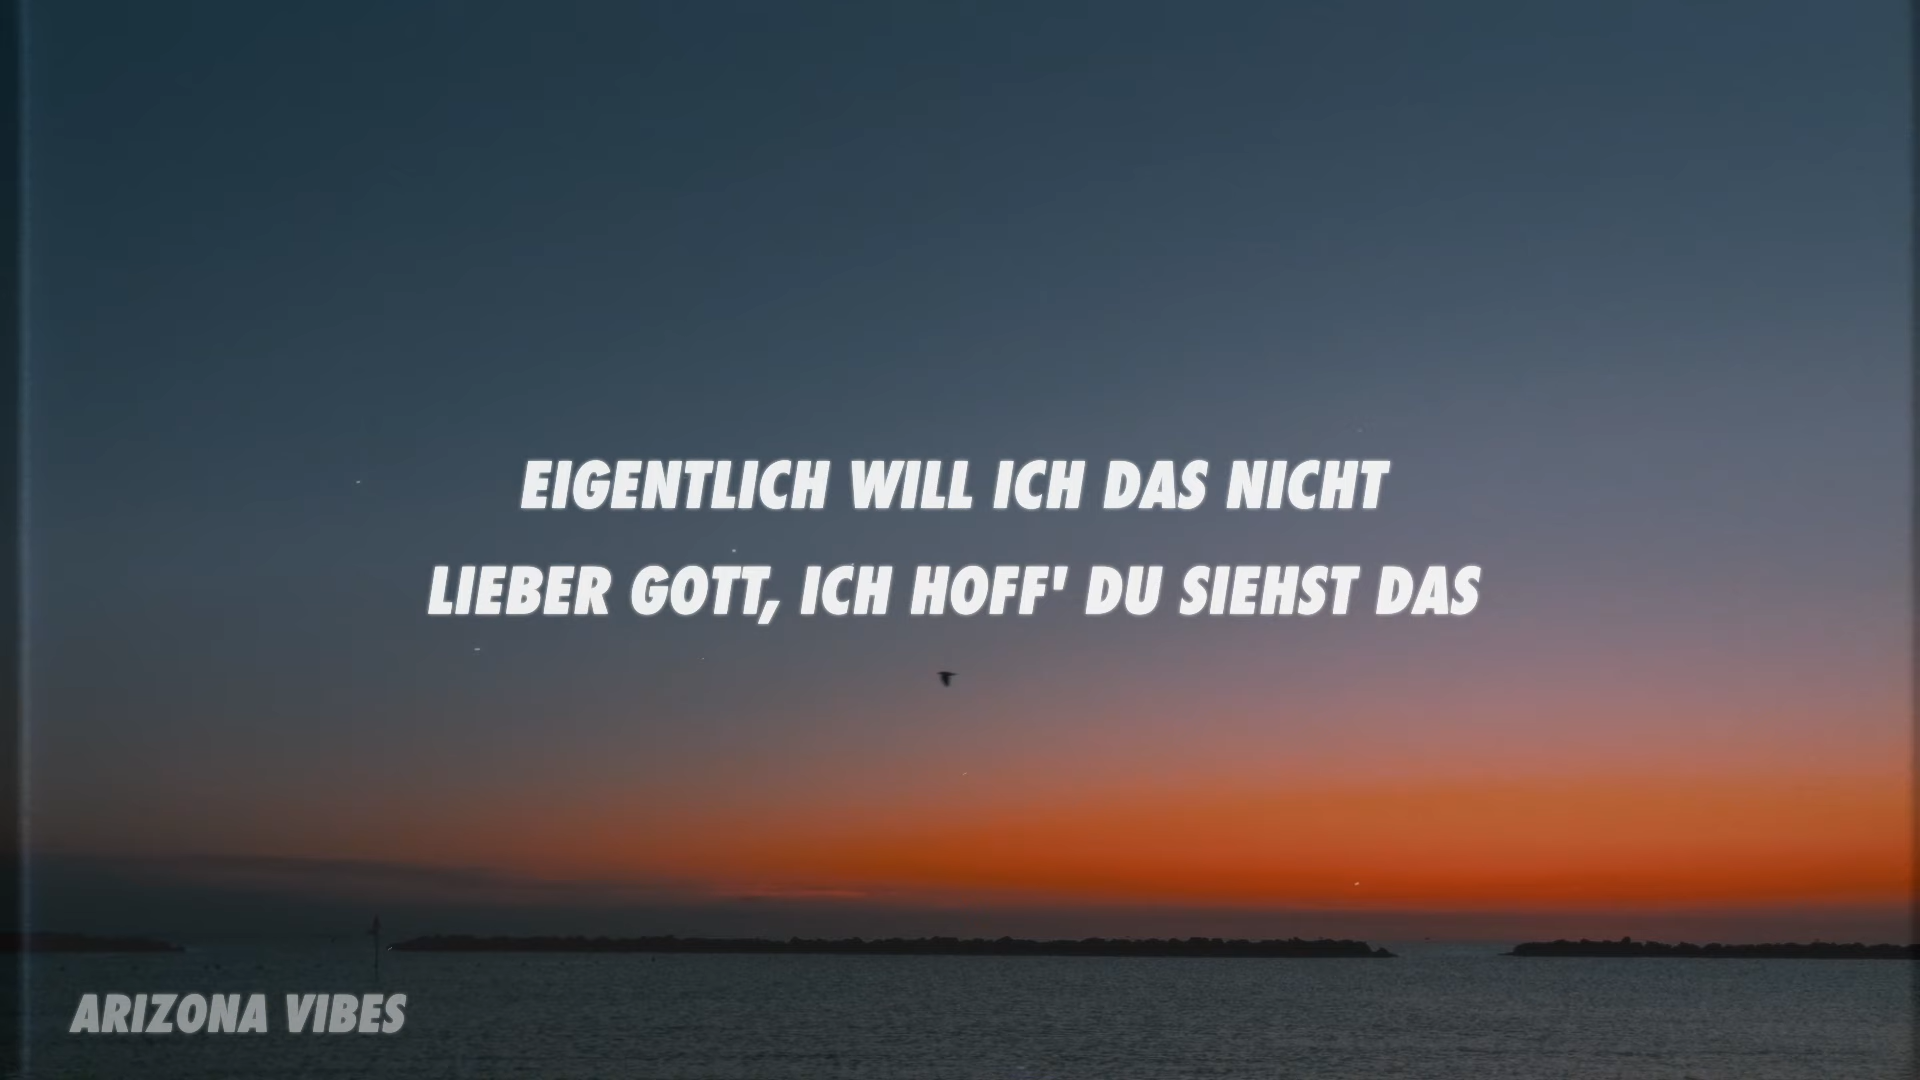 EIGENTLICH WILL ICH DAS NICHT
LIEBER GOTT, ICH HOFF' DU SIEHST DAS
ARIZONA VIBES